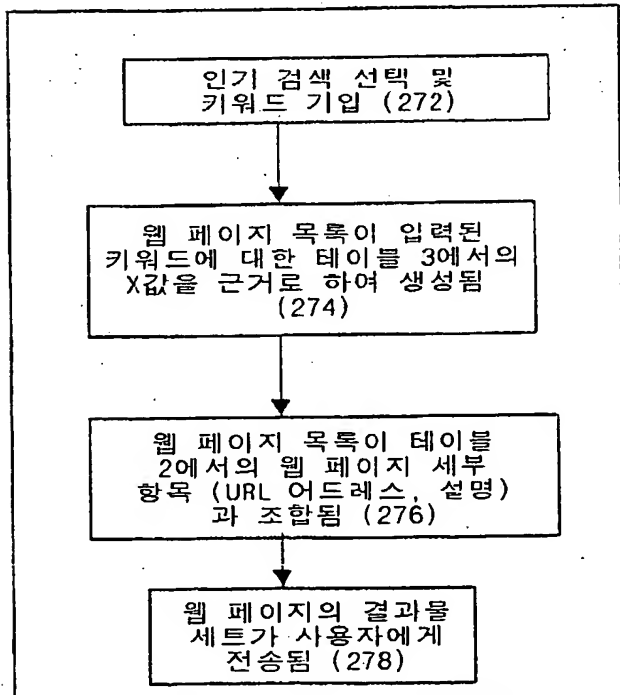 인기 검색 선택 및
키워드 기입 (272)
웹 페이지 목록이 입력된
키워드에 대한 테이블 3에서의
X값을 근거로 하여 생성됨
(274)
웹 페이지 목록이 테이블
2에서의 웹 페이지 세부
항목 (URL 어드레스, 설명)
과 조합됨 (276)
웹 페이지의 결과물
세트가 사용자에게
전송됨 (278)